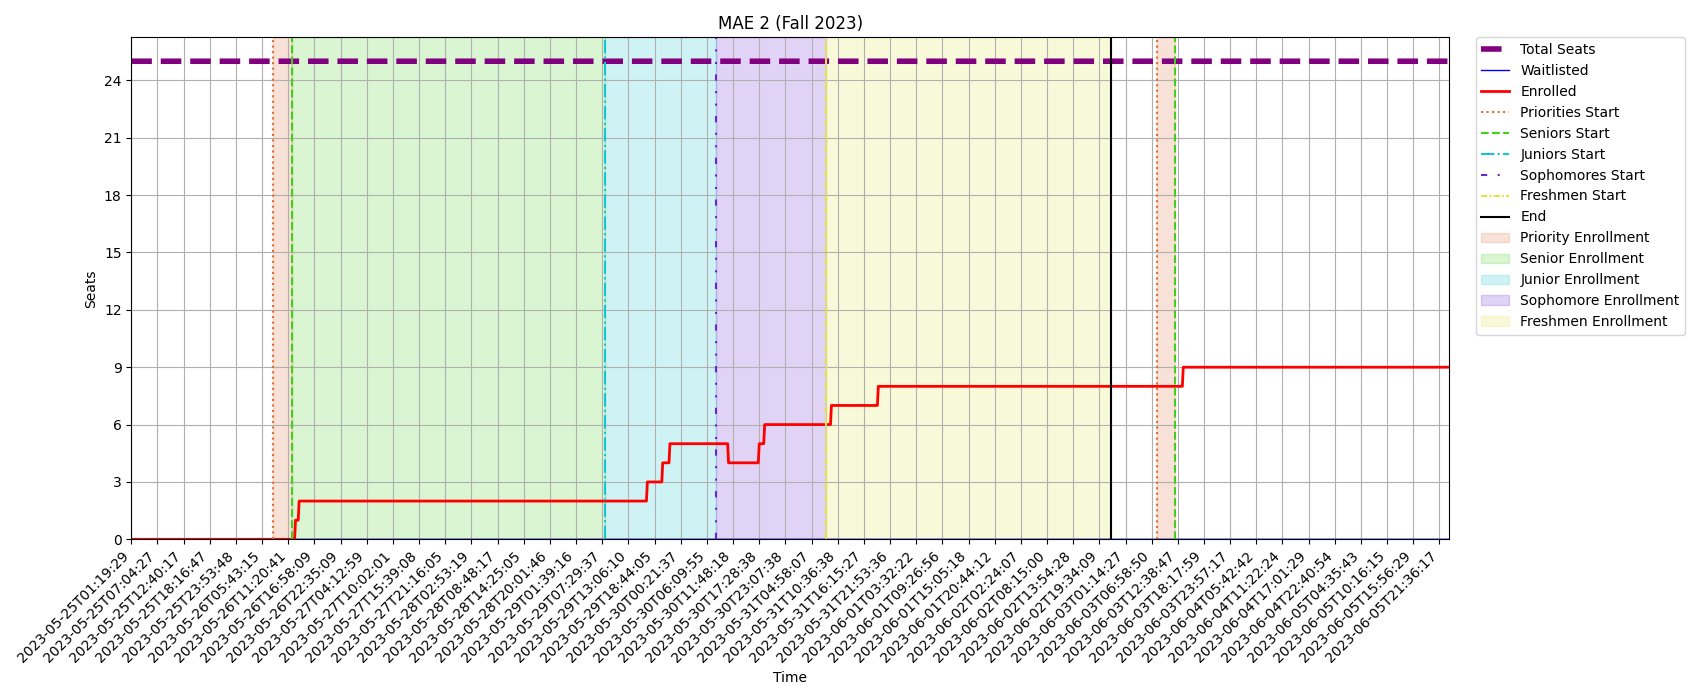 MAE 2 (Fall 2023)
Total Seats
Waitlisted
Enrolled
Priorities Start
Seniors Start
Juniors Start
Sophomores Start
Freshmen Start
End
Priority Enrollment
Senior Enrollment
Junior Enrollment
Sophomore Enrollment
Freshmen Enrollment
Seats
24
21
18
15
12
9
6
3
0
2023-05-25T01:19:29
2023-05-25T07:04:27
2023-05-25T12:40:17
2023-05-25T18:16:47
2023-05-25T23:53:48
2023-05-26T05:43:15
2023-05-26T11:20:41
2023-05-26T16:58:09
2023-05-26T22:35:09
2023-05-27T04:12:59
2023-05-27T10:02:01
2023-05-27T15:39:08
2023-05-27T21:16:05
2023-05-28T02:53:19
2023-05-28T08:48:17
2023-05-28T14:25:05
2023-05-28T20:01:46
2023-05-29T01:39:16
2023-05-29T07:29:37
2023-05-29T13:06:10
2023-05-29T18:44:05
2023-05-30T00:21:37
2023-05-30T06:09:55
2023-05-30T11:48:18
2023-05-30T17:28:38
2023-05-30T23:07:38
2023-05-31T04:58:07
2023-05-31T10:36:38
2023-05-31T16:15:27
2023-05-31T21:53:36
2023-06-01T03:32:22
2023-06-01T09:26:56
2023-06-01T15:05:18
2023-06-01T20:44:12
2023-06-02T02:24:07
2023-06-02T08:15:00
2023-06-02T13:54:28
2023-06-02T19:34:09
2023-06-03T01:14:27
2023-06-03T06:58:50
2023-06-03T12:38:47
2023-06-03T18:17:59
2023-06-03T23:57:17
2023-06-04T05:42:42
2023-06-04T11:22:24
2023-06-04T17:01:29
2023-06-04T22:40:54
2023-06-05T04:35:43
2023-06-05T10:16:15
2023-06-05T15:56:29
2023-06-05T21:36:17
Time